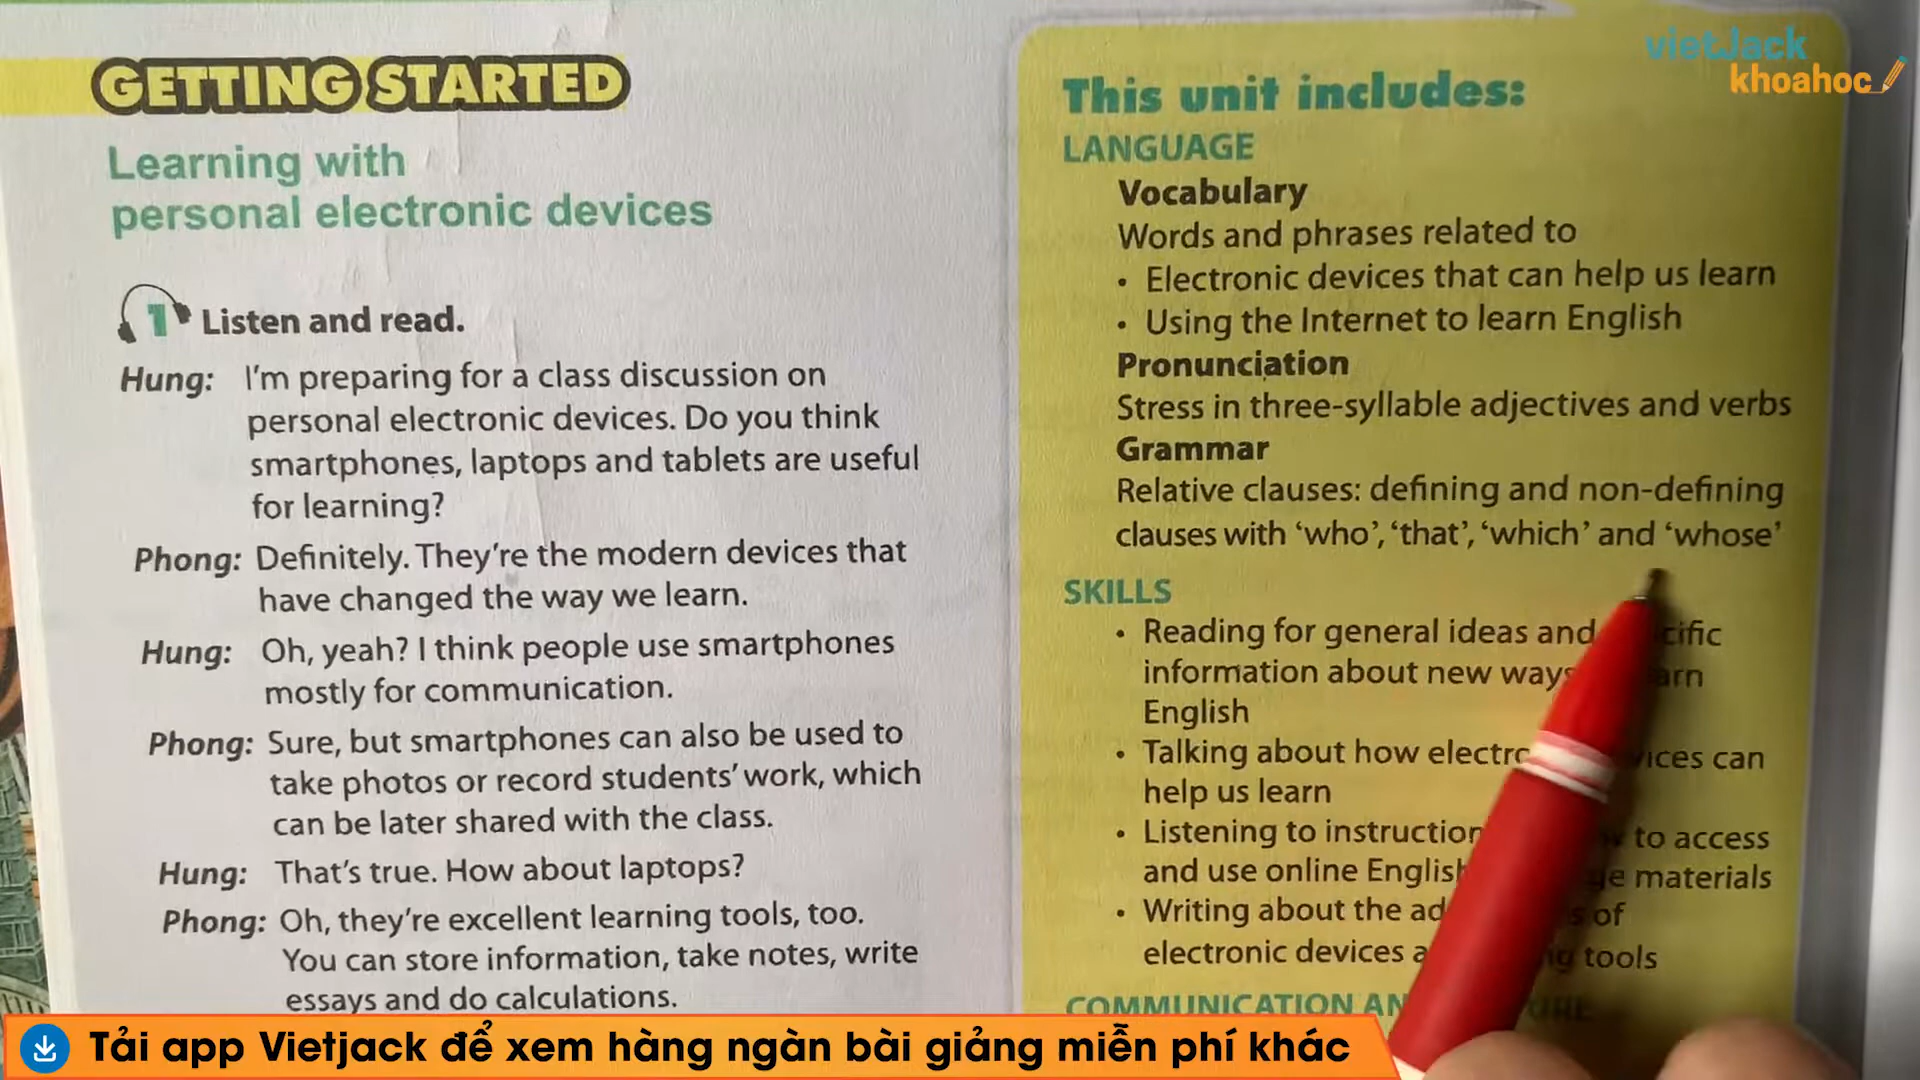 GETTING STARTED
Learning with
personal electronic devices
1 Listen and read.
Hung: I'm preparing for a class discussion on
personal electronic devices. Do you think
smartphones, laptops and tablets are useful
for learning?
Phong: Definitely. They're the modern devices that
have changed the way we learn.
Hung: Oh, yeah? I think people use smartphones
mostly for communication.
Phong: Sure, but smartphones can also be used to
take photos or record students' work, which
can be later shared with the class.
Hung: That's true. How about laptops?
Phong: Oh, they're excellent learning tools, too.
You can store information, take notes, write
essays and do calculations.
vietJack
khoahoc
This unit includes:
LANGUAGE
Vocabulary
Words and phrases related to
• Electronic devices that can help us learn
• Using the Internet to learn English
Pronunciation
Stress in three-syllable adjectives and verbs
Grammar
Relative clauses: defining and non-defining
clauses with 'who', 'that', 'which' and 'whose'
SKILLS
• Reading for general ideas and
information about new ways
English
• Talking about how can
help us learn
• Listening to to access
and use online materials
• Writing about the of
electronic devices tools
COMMUNICATION
Tải app Vietjack để xem hàng ngàn bài giảng miễn phí khác